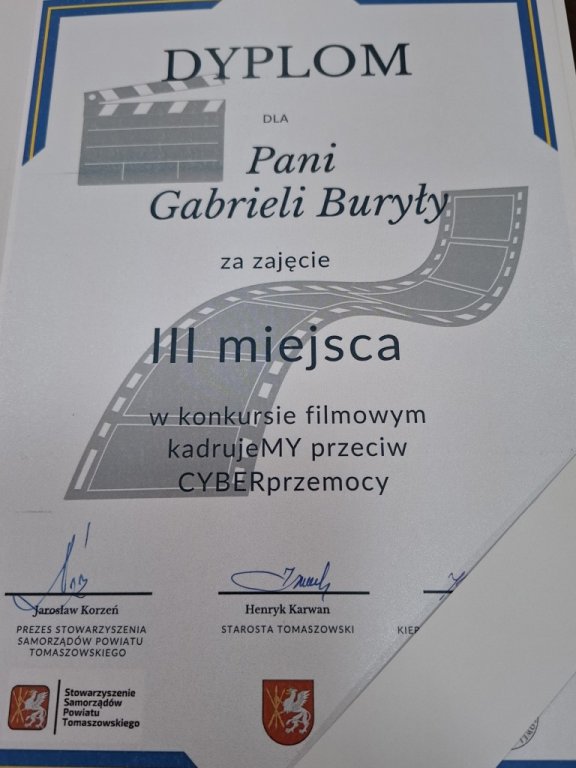 DYPLOM
DLA
Pani
Gabrieli Buryły
za zajęcie
III miejsca
w konkursie filmowym
kadrujeMY przeciw
CYBERprzemocy
Jarosław Korzeń
PREZES STOWARZYSZENIA
SAMORZĄDÓW POWIATU
TOMASZOWSKIEGO
Henryk Karwan
STAROSTA TOMASZOWSKI
Stowarzyszenie
Samorządów
Powiatu
Tomaszowskiego